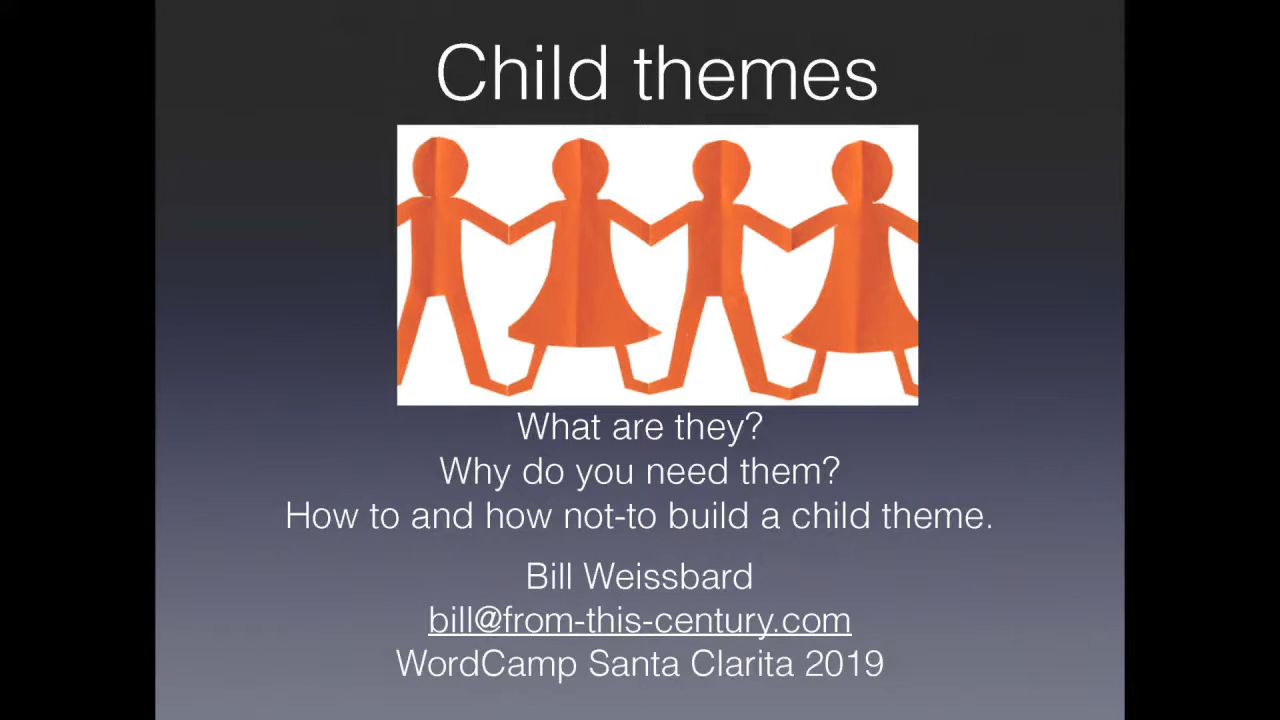 Child themes
What are they?
Why do you need them?
How to and how not-to build a child theme.
Bill Weissbard
bill@from-this-century.com
WordCamp Santa Clarita 2019